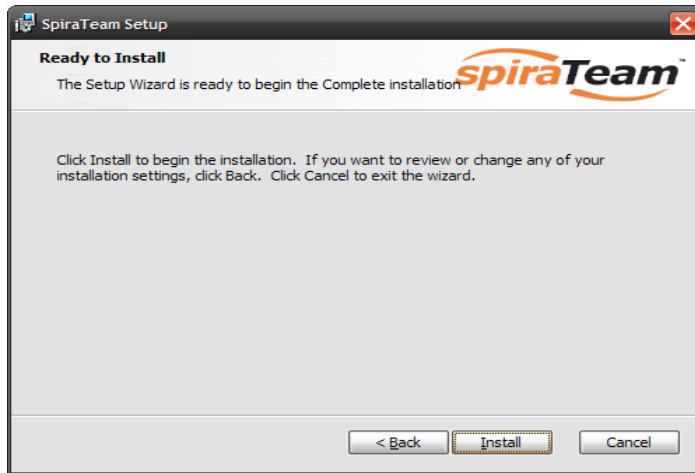 SpiraTeam Setup
Ready to Install
The Setup Wizard is ready to begin the Complete installation
spiraTeam™
Click Install to begin the installation. If you want to review or change any of your
installation settings, click Back. Click Cancel to exit the wizard.
< Back
Install
Cancel